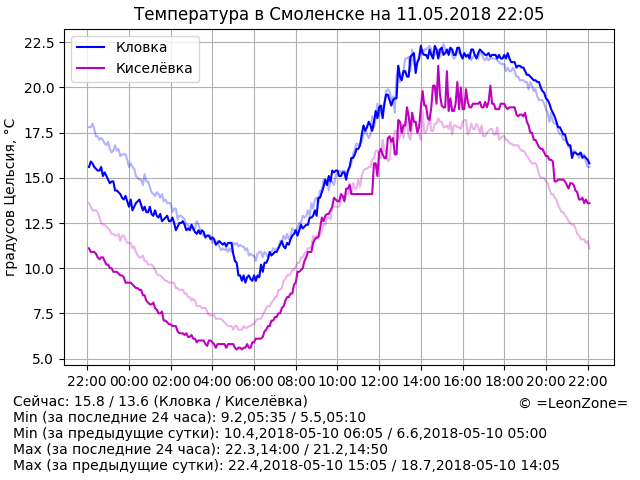 Температура в Смоленске на 11.05.2018 22:05
градусов Цельсия, °C
22.5
20.0
17.5
15.0
12.5
10.0
7.5
5.0
Кловка
Киселёвка
22:00 00:00 02:00 04:00 06:00 08:00 10:00 12:00 14:00 16:00 18:00 20:00 22:00
Сейчас: 15.8 / 13.6 (Кловка / Киселёвка)
© =LeonZone=
Min (за последние 24 часа): 9.2,05:35 / 5.5,05:10
Min (за предыдущие сутки): 10.4,2018-05-10 06:05 / 6.6,2018-05-10 05:00
Max (за последние 24 часа): 22.3,14:00 / 21.2,14:50
Max (за предыдущие сутки): 22.4,2018-05-10 15:05 / 18.7,2018-05-10 14:05